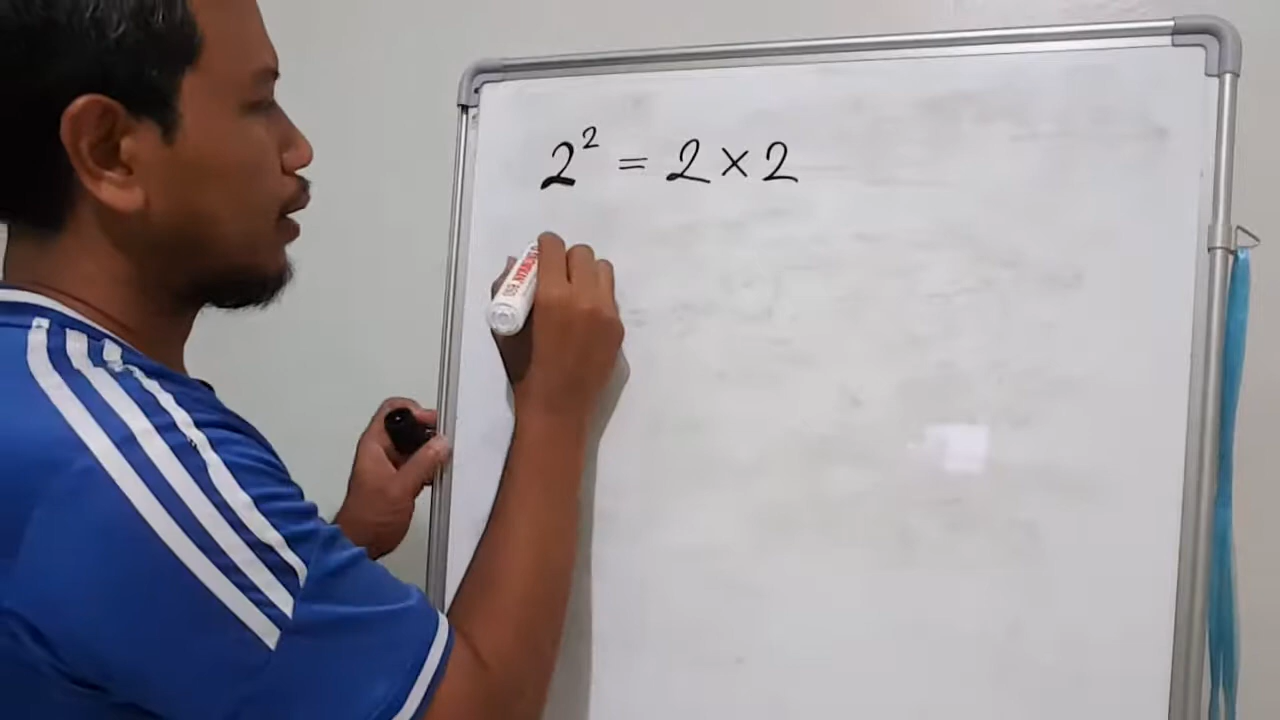 2² = 2 × 2